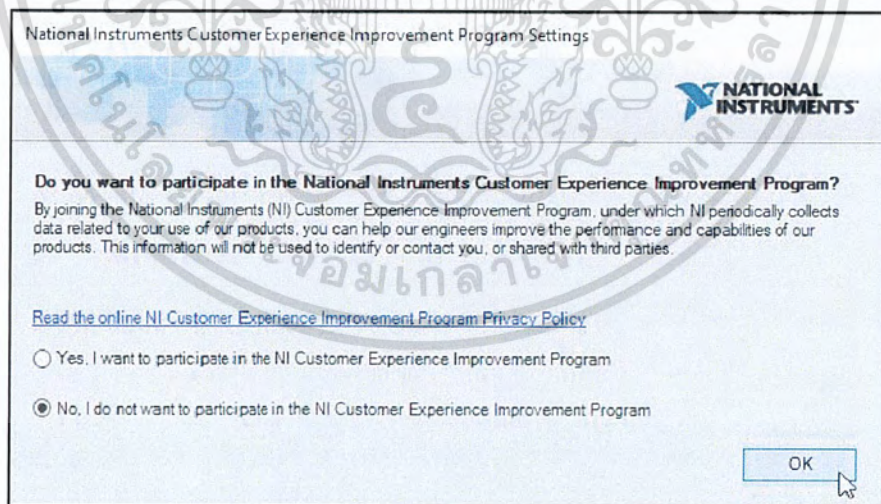 National Instruments Customer Experience Improvement Program Settings
NATIONAL
INSTRUMENTS
Do you want to participate in the National Instruments Customer Experience Improvement Program?
By joining the National Instruments (NI) Customer Experience Improvement Program, under which NI periodically collects
data related to your use of our products, you can help our engineers improve the performance and capabilities of our
products. This information will not be used to identify or contact you, or shared with third parties.
Read the online NI Customer Experience Improvement Program Privacy Policy
Yes, I want to participate in the NI Customer Experience Improvement Program
No, I do not want to participate in the NI Customer Experience Improvement Program
OK